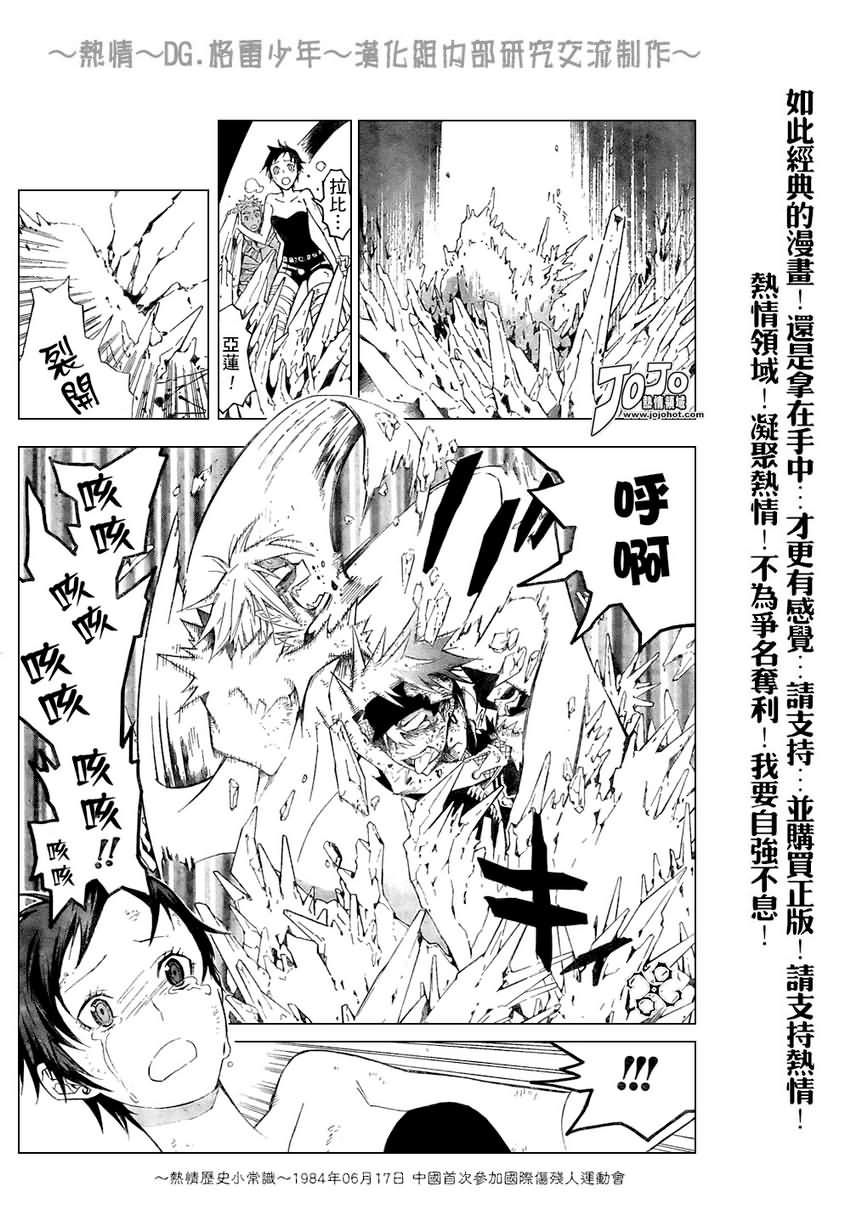 ～熱情～DG.格雷少年～漢化組内部研究交流制作～
如此經典的漫畫！還是拿在手中…才更有感覺…請支持…並購買正版！請支持熱情！
熱情領域！凝聚熱情！不為爭名奪利！我要自強不息！
JOJO
熱情領域
www.jojohot.com
拉比…
亞蓮！
裂開
呼啊
咳咳
咳咳
咳咳
咳咳!!
咳咳
キキ
!!!
～熱情歷史小常識～1984年06月17日 中國首次參加國際傷殘人運動會